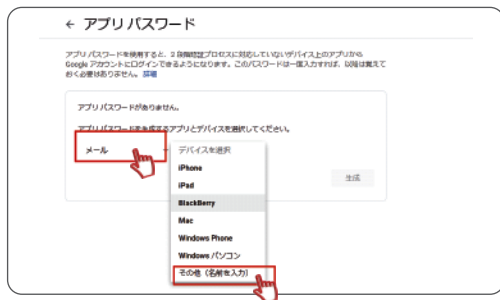 ← アプリ パスワード
アプリ パスワードを使用すると、2 段階認証プロセスに対応していないデバイス上のアプリから
Google アカウントにログインできるようになります。このパスワードは一度入力すれば、以降は覚えて
おく必要はありません。詳細
アプリ パスワードがありません。
アプリ パスワードを生成するアプリとデバイスを選択してください。
メール
デバイスを選択
iPhone
iPad
BlackBerry
Mac
Windows Phone
Windows パソコン
その他（名前を入力）
生成